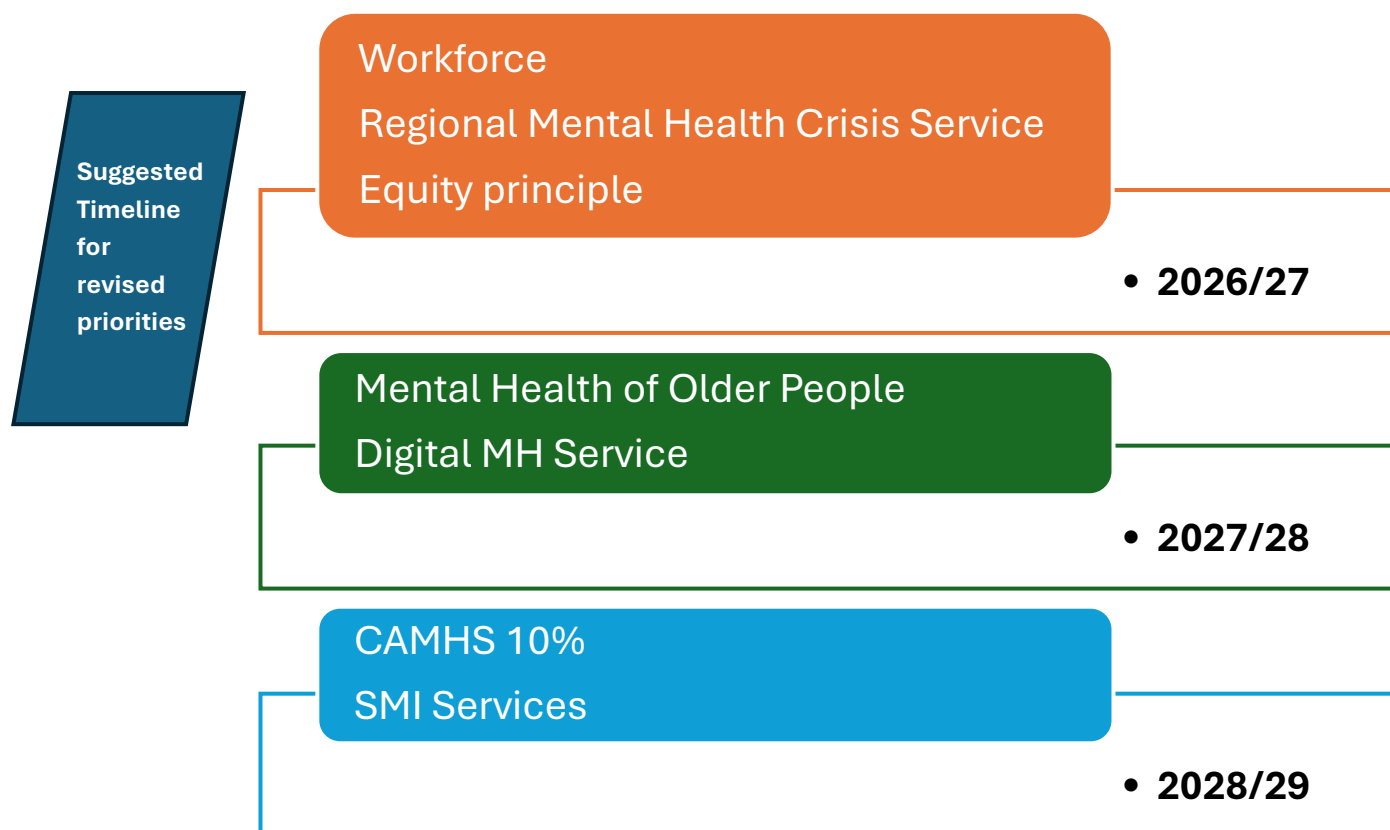 Suggested
Timeline
for
revised
priorities
Workforce
Regional Mental Health Crisis Service
Equity principle
• 2026/27
Mental Health of Older People
Digital MH Service
• 2027/28
CAMHS 10%
SMI Services
• 2028/29